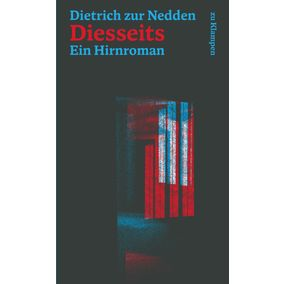 Dietrich zur Nedden
Diesseits
Ein Hirnroman
zu Klampen